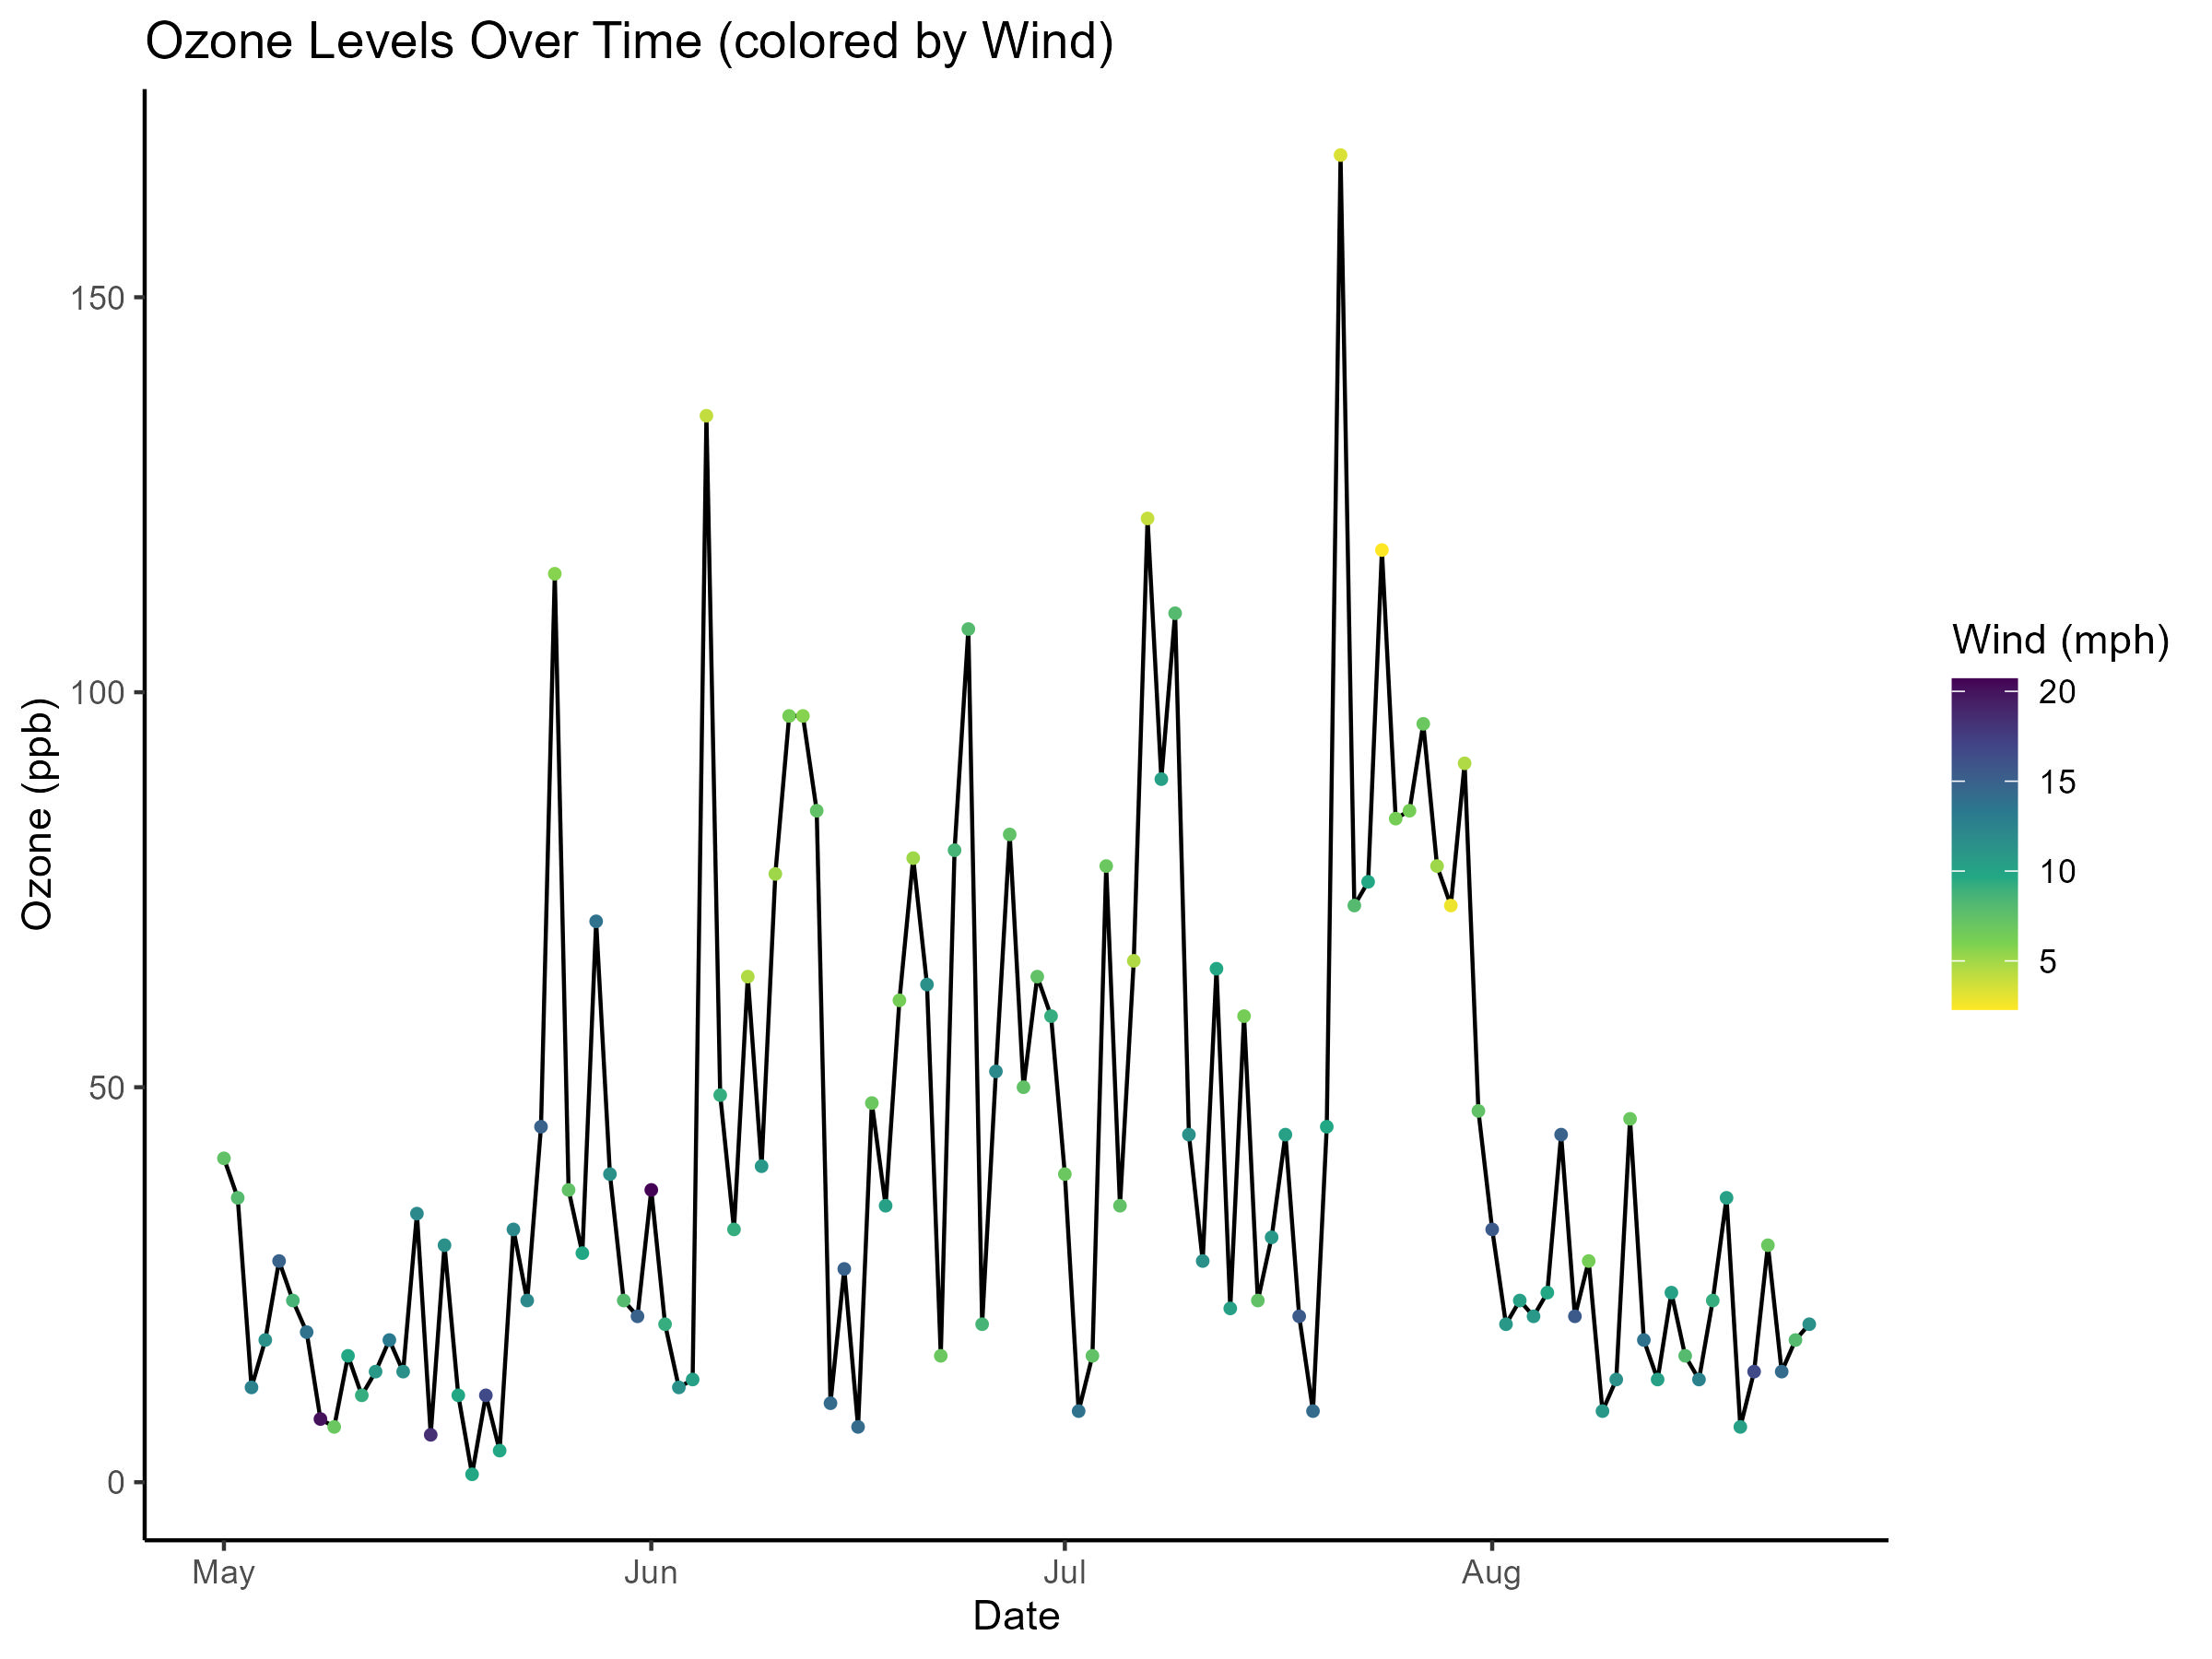 Ozone Levels Over Time (colored by Wind)
150
100
50
0
Ozone (ppb)
May
Jun
Jul
Aug
Date
Wind (mph)
20
15
10
5